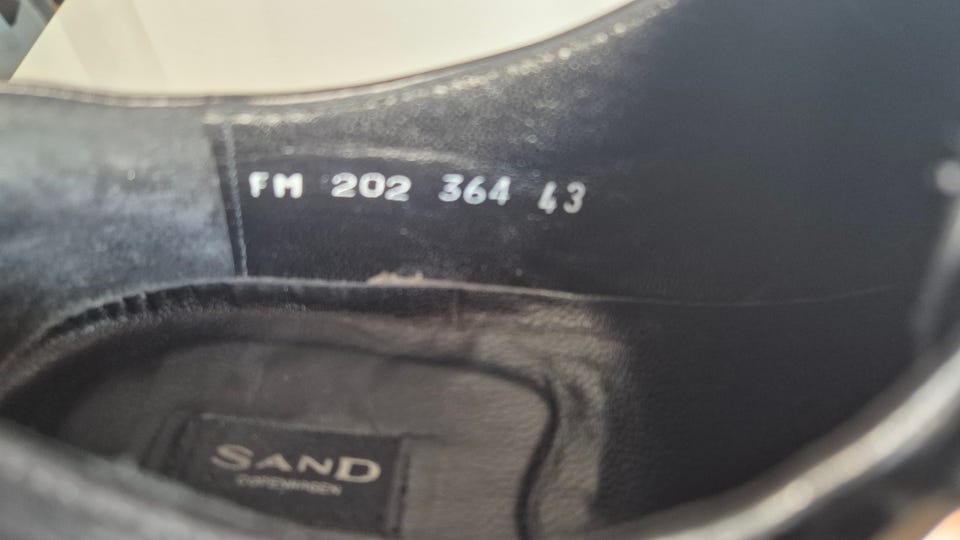 FM 202 364 43
SAND
COPENHAGEN